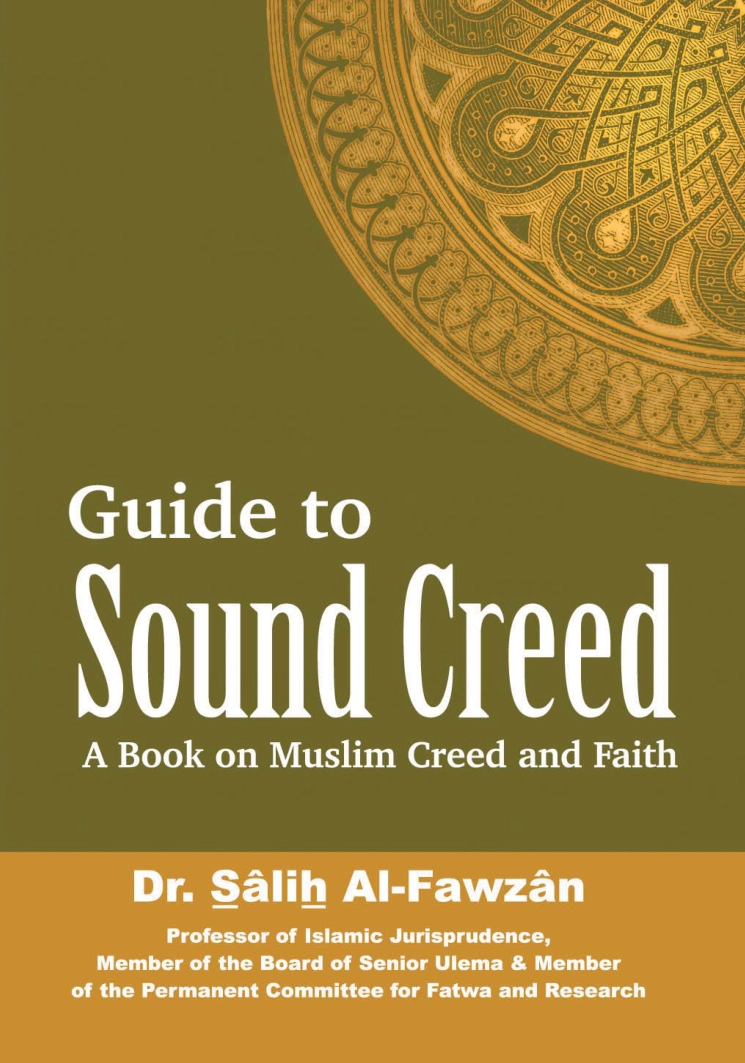 Guide to
Sound Creed
A Book on Muslim Creed and Faith
Dr. S̲âliẖ Al-Fawzân
Professor of Islamic Jurisprudence,
Member of the Board of Senior Ulema & Member
of the Permanent Committee for Fatwa and Research